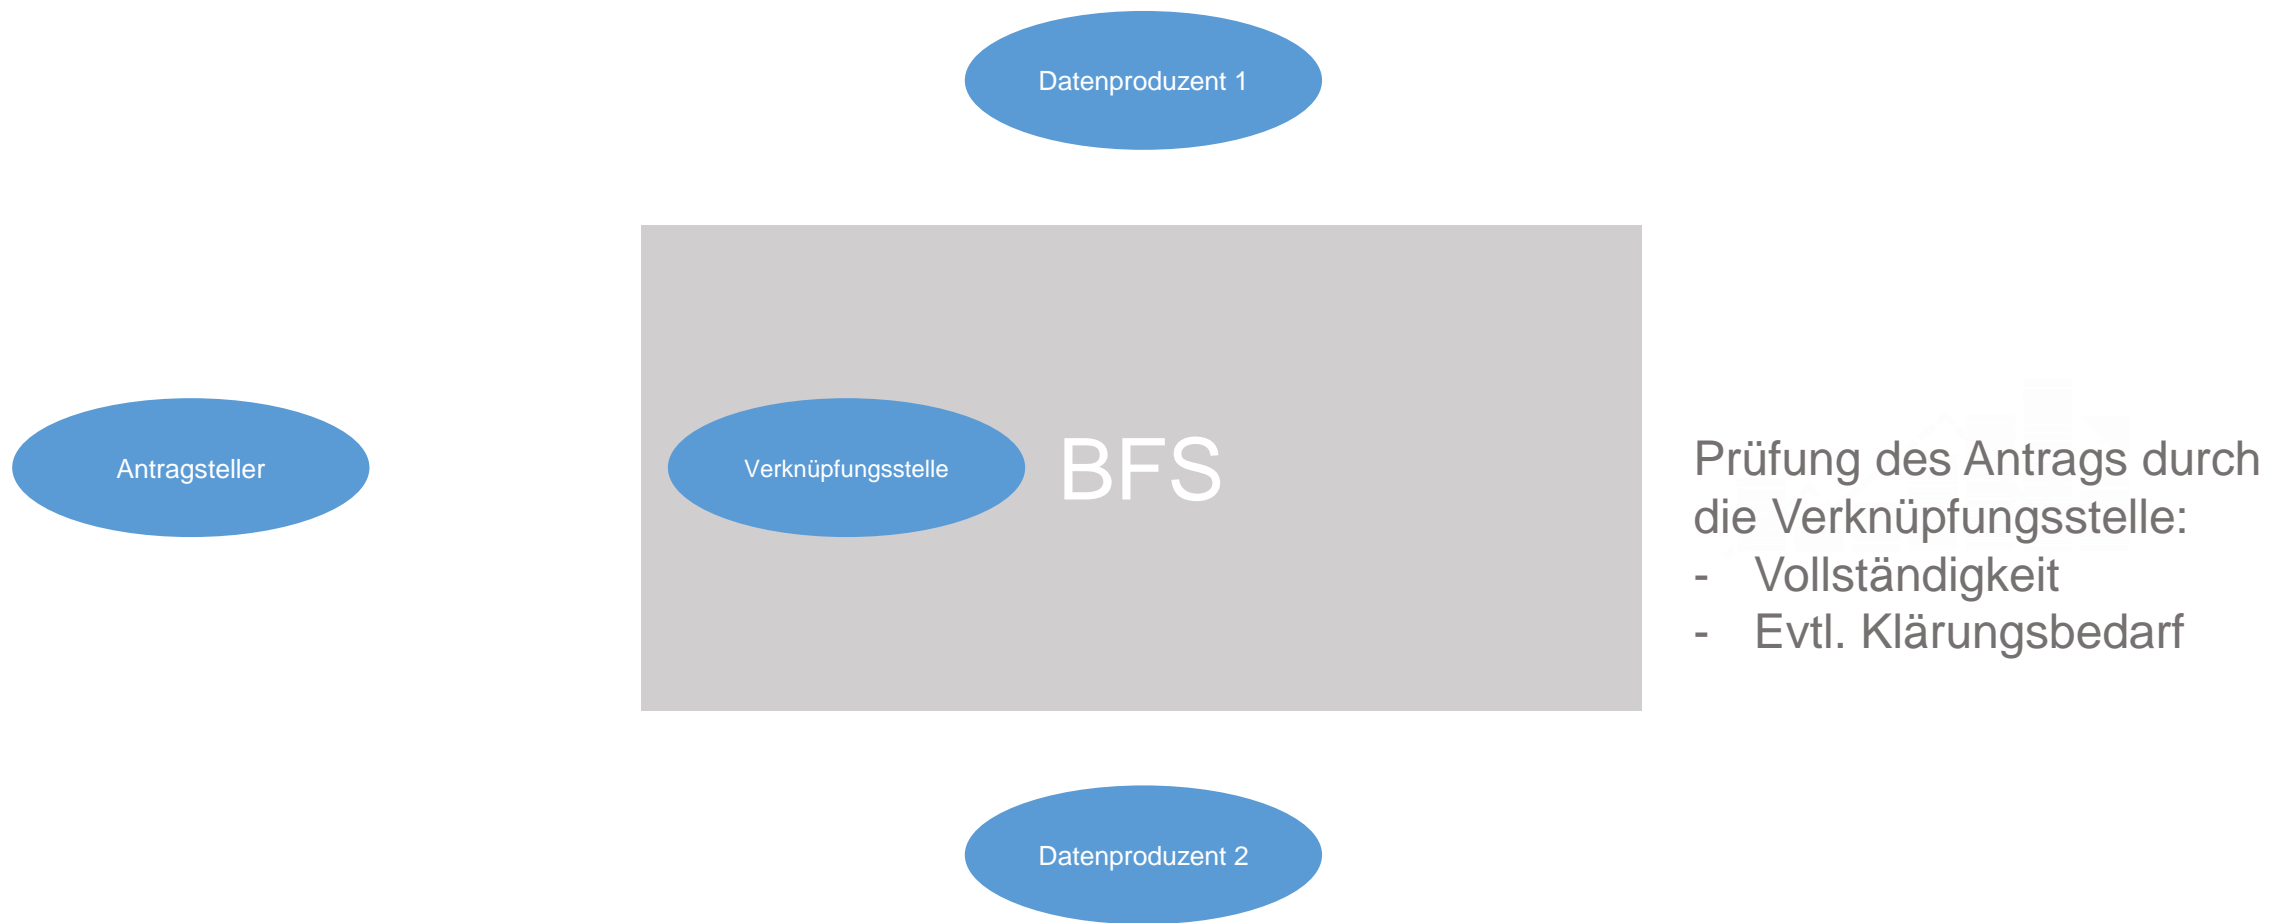 Datenproduzent 1
Antragsteller
Verknüpfungsstelle
BFS
Prüfung des Antrags durch
die Verknüpfungsstelle:
- Vollständigkeit
- Evtl. Klärungsbedarf
Datenproduzent 2